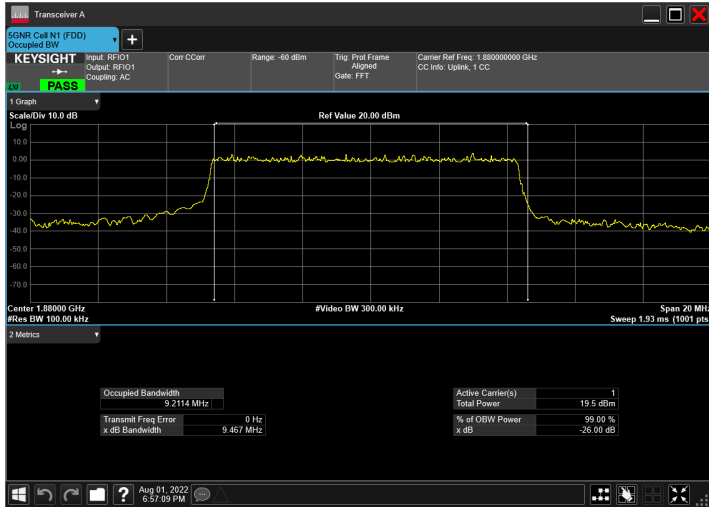 Transceiver A
5GNR Cell N1 (FDD)
Occupied BW
KEYSIGHT
LXI
PASS
Input: RFIO1
Output: RFIO1
Coupling: AC
Corr CCorr
Range: -60 dBm
Trig: Prot Frame
Aligned
Gate: FFT
Carrier Ref Freq: 1.880000000 GHz
CC Info: Uplink, 1 CC
1 Graph
Scale/Div 10.0 dB
Ref Value 20.00 dBm
Log
10.0
0.00
-10.0
-20.0
-30.0
-40.0
-50.0
-60.0
-70.0
Center 1.88000 GHz
#Video BW 300.00 kHz
Span 20 MHz
#Res BW 100.00 kHz
Sweep 1.93 ms (1001 pts
2 Metrics
Occupied Bandwidth
9.2114 MHz
Transmit Freq Error 0 Hz
x dB Bandwidth 9.467 MHz
Active Carrier(s) 1
Total Power 19.5 dBm
% of OBW Power 99.00 %
x dB -26.00 dB
?
Aug 01, 2022
6:57:09 PM